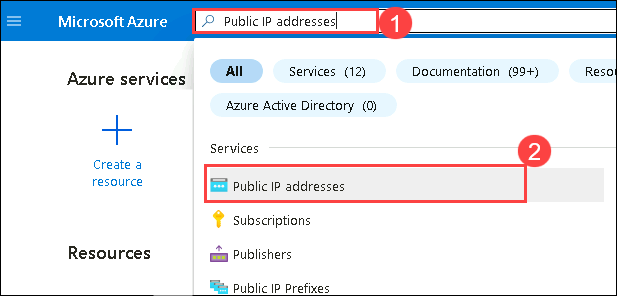 Microsoft Azure
Public IP addresses
1
Azure services
All
Services (12)
Documentation (99+)
Resou
Azure Active Directory (0)
Create a
resource
Services
2
Public IP addresses
Subscriptions
Publishers
Resources
Public IP Prefixes